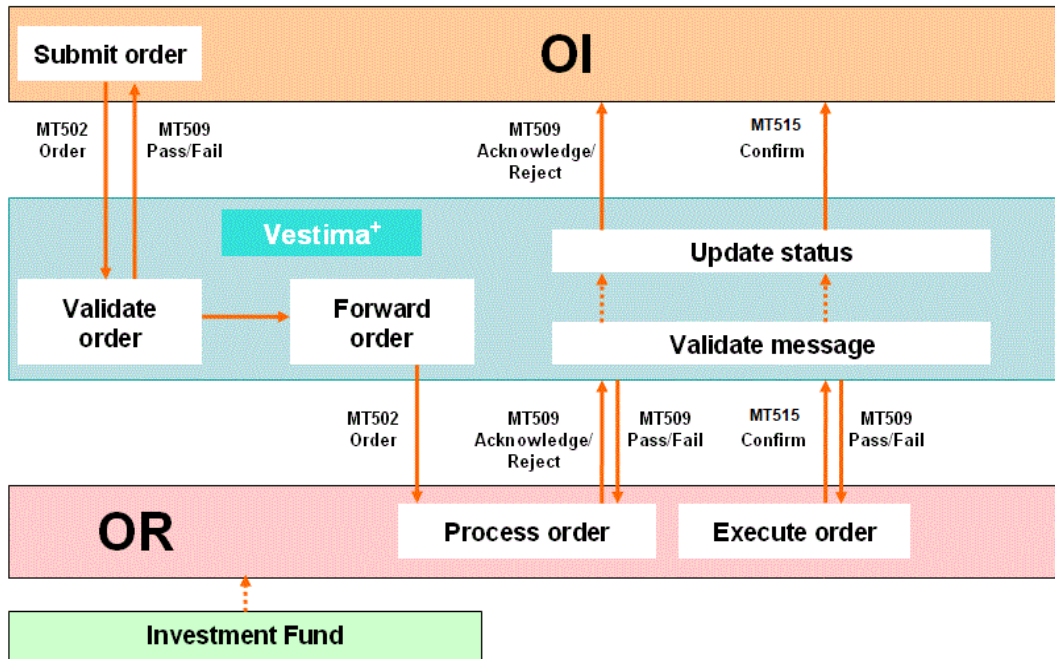 OI
Submit order
MT502
Order
MT509
Pass/Fail
MT509
Acknowledge/
Reject
MT515
Confirm
Vestima+
Update status
Validate
order
Forward
order
Validate message
MT502
Order
MT509
Acknowledge/
Reject
MT509
Pass/Fail
MT515
Confirm
MT509
Pass/Fail
OR
Process order
Execute order
Investment Fund